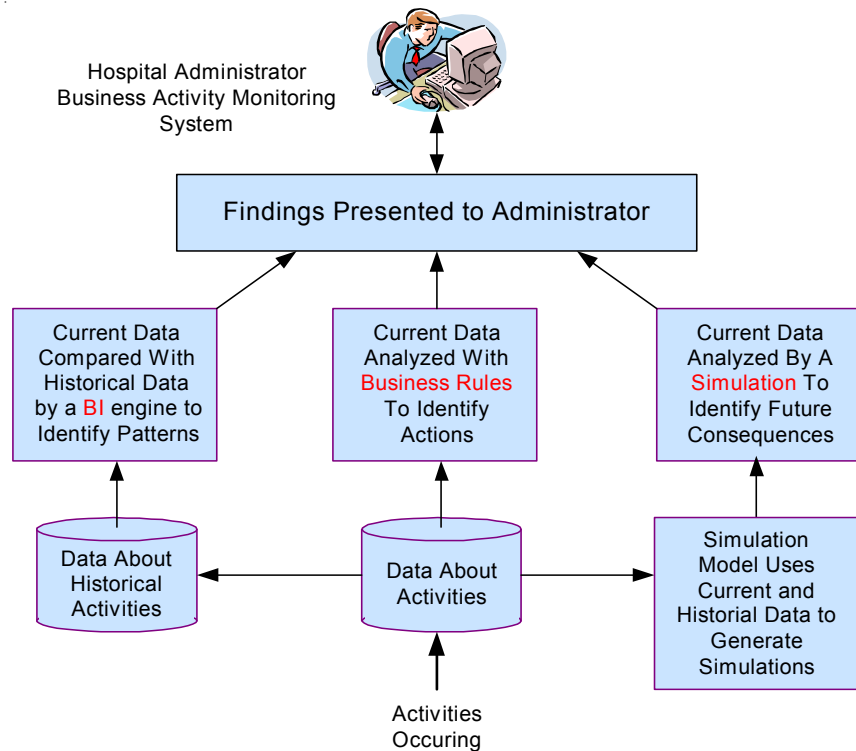 Hospital Administrator
Business Activity Monitoring
System
Findings Presented to Administrator
Current Data
Compared With
Historical Data
by a BI engine to
Identify Patterns
Current Data
Analyzed With
Business Rules
To Identify
Actions
Current Data
Analyzed By A
Simulation To
Identify Future
Consequences
Data About
Historical
Activities
Data About
Activities
Simulation
Model Uses
Current and
Historial Data to
Generate
Simulations
Activities
Occuring